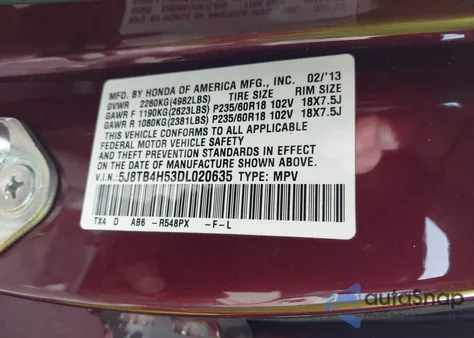 MFD. BY HONDA OF AMERICA MFG., INC. 02/'13
GVWR 2260KG(4982LBS) TIRE SIZE RIM SIZE
GAWR F 1190KG(2623LBS) P235/60R18 102V 18X7.5J
GAWR R 1080KG(2381LBS) P235/60R18 102V 18X7.5J
THIS VEHICLE CONFORMS TO ALL APPLICABLE
FEDERAL MOTOR VEHICLE SAFETY AND
THEFT PREVENTION STANDARDS IN EFFECT ON THE
DATE OF MANUFACTURE SHOWN ABOVE.
V.I.N.: 5J8TB4H53DL020635 TYPE: MPV
TX4 D AB6 -R548PX -F-L
autoSnap